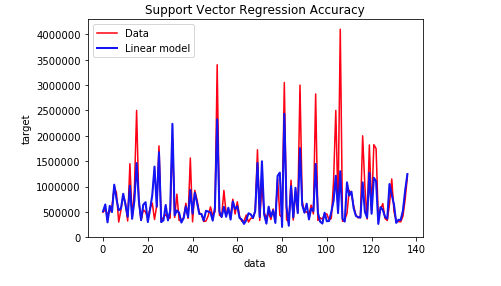 Support Vector Regression Accuracy
Data
Linear model
target
4000000
3500000
3000000
2500000
2000000
1500000
1000000
500000
0
0 20 40 60 80 100 120 140
data